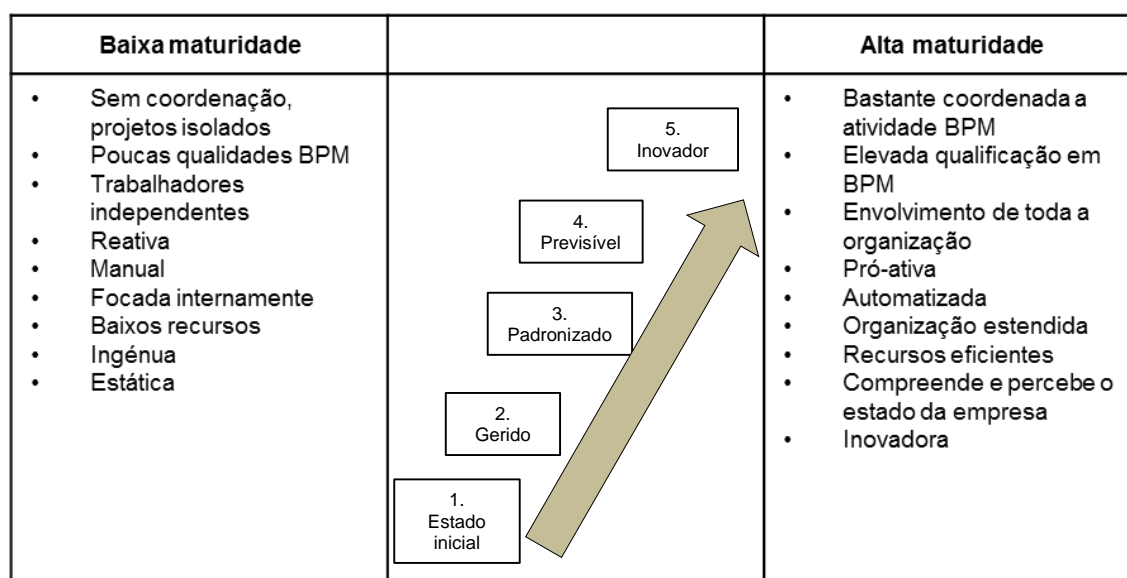 Baixa maturidade
Alta maturidade
• Sem coordenação,
projetos isolados
• Poucas qualidades BPM
• Trabalhadores
independentes
• Reativa
• Manual
• Focada internamente
• Baixos recursos
• Ingénua
• Estática
5.
Inovador
4.
Previsível
3.
Padronizado
2.
Gerido
1.
Estado
inicial
• Bastante coordenada a
atividade BPM
• Elevada qualificação em
BPM
• Envolvimento de toda a
organização
• Pró-ativa
• Automatizada
• Organização estendida
• Recursos eficientes
• Compreende e percebe o
estado da empresa
• Inovadora